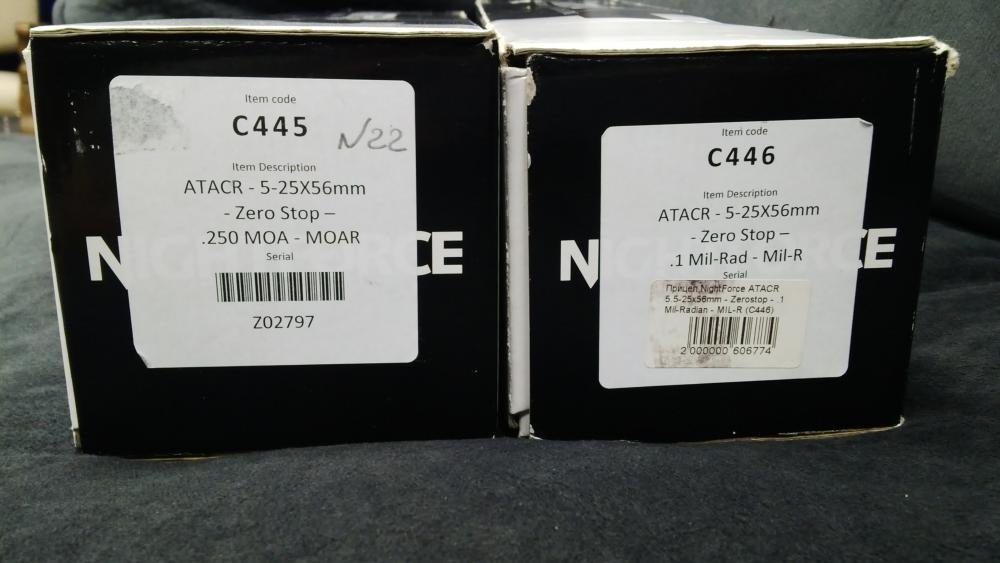 Item code
C445
N22
Item Description
ATACR - 5-25X56mm
- Zero Stop –
.250 MOA - MOAR
Serial
Z02797
NIGHTFORCE
Item code
C446
Item Description
ATACR - 5-25X56mm
- Zero Stop –
.1 Mil-Rad - Mil-R
Serial
Прицел NightForce ATACR
5.5-25x56mm - Zerostop - .1
Mil-Radian - MIL-R (C446)
2 000000 606774
NIGHTFORCE